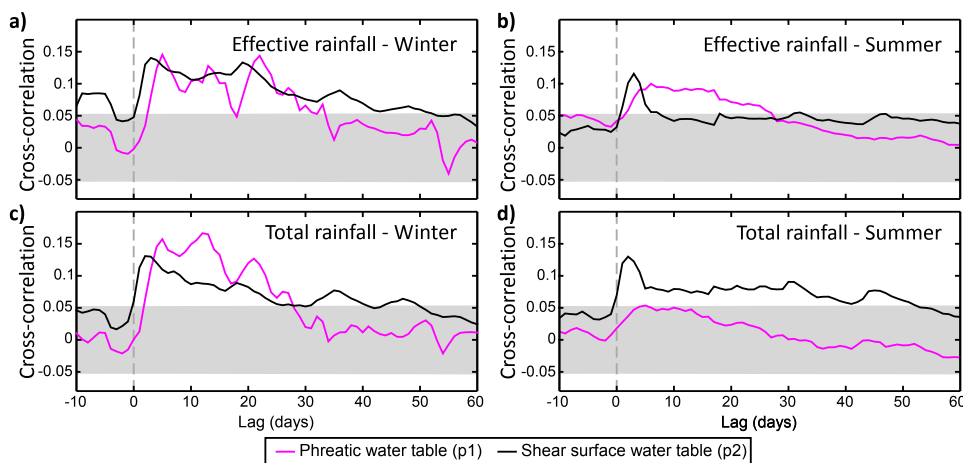 a)
Effective rainfall - Winter
Cross-correlation
0.15
0.1
0.05
0
-0.05
b)
Effective rainfall - Summer
Cross-correlation
0.15
0.1
0.05
0
-0.05
c)
Total rainfall - Winter
Cross-correlation
0.15
0.1
0.05
0
-0.05
-10 0 10 20 30 40 50 60
Lag (days)
d)
Total rainfall - Summer
Cross-correlation
0.15
0.1
0.05
0
-0.05
-10 0 10 20 30 40 50 60
Lag (days)
Phreatic water table (p1) Shear surface water table (p2)